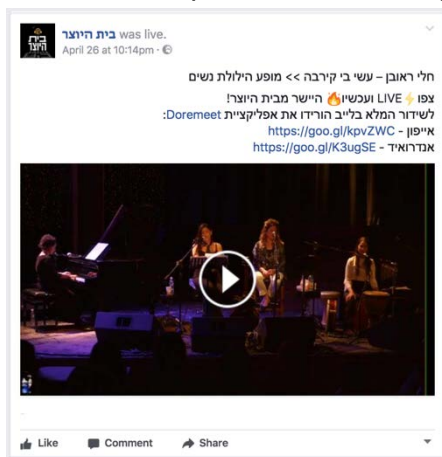 בית היוצר
בית היוצר was live.
April 26 at 10:14pm ·
חלי ראובן – עשי בי קירבה >> מופע הילולת נשים
צפו⚡LIVE ועכשיו🔥 היישר מבית היוצר!
לשידור המלא בלייב הורידו את אפליקציית Doremeet:
אייפון - https://goo.gl/kpvZWC
אנדרואיד - https://goo.gl/K3ugSE
Like Comment Share